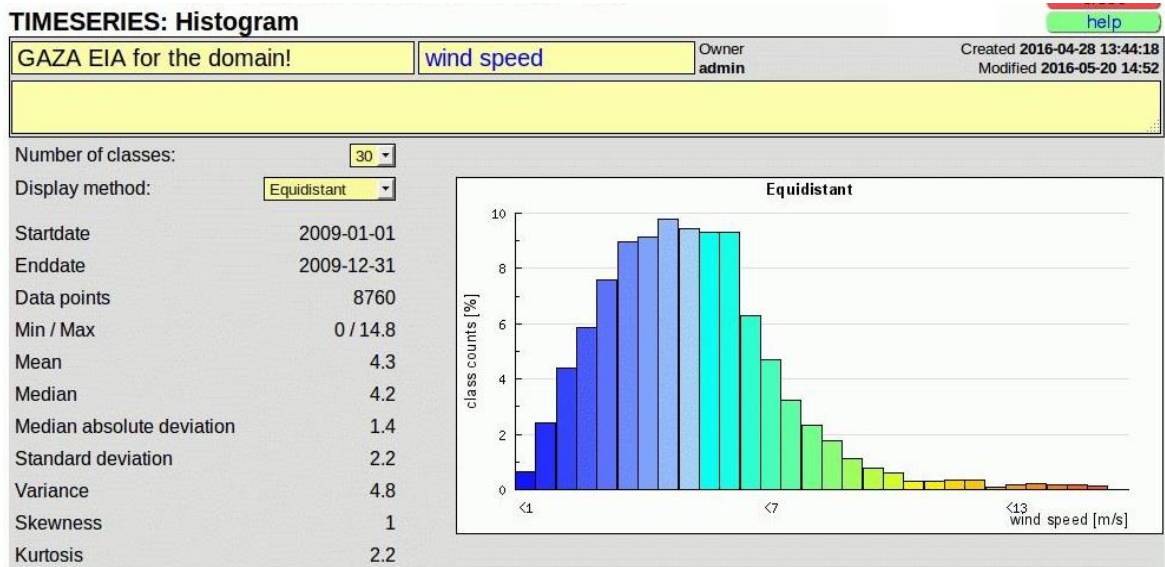 TIMESERIES: Histogram
help
GAZA EIA for the domain!
wind speed
Owner
admin
Created 2016-04-28 13:44:18
Modified 2016-05-20 14:52
Number of classes:
30
Display method:
Equidistant
Startdate 2009-01-01
Enddate 2009-12-31
Data points 8760
Min / Max 0 / 14.8
Mean 4.3
Median 4.2
Median absolute deviation 1.4
Standard deviation 2.2
Variance 4.8
Skewness 1
Kurtosis 2.2
Equidistant
class counts [%]
10
8
6
4
2
0
<1 <7 <13
wind speed [m/s]